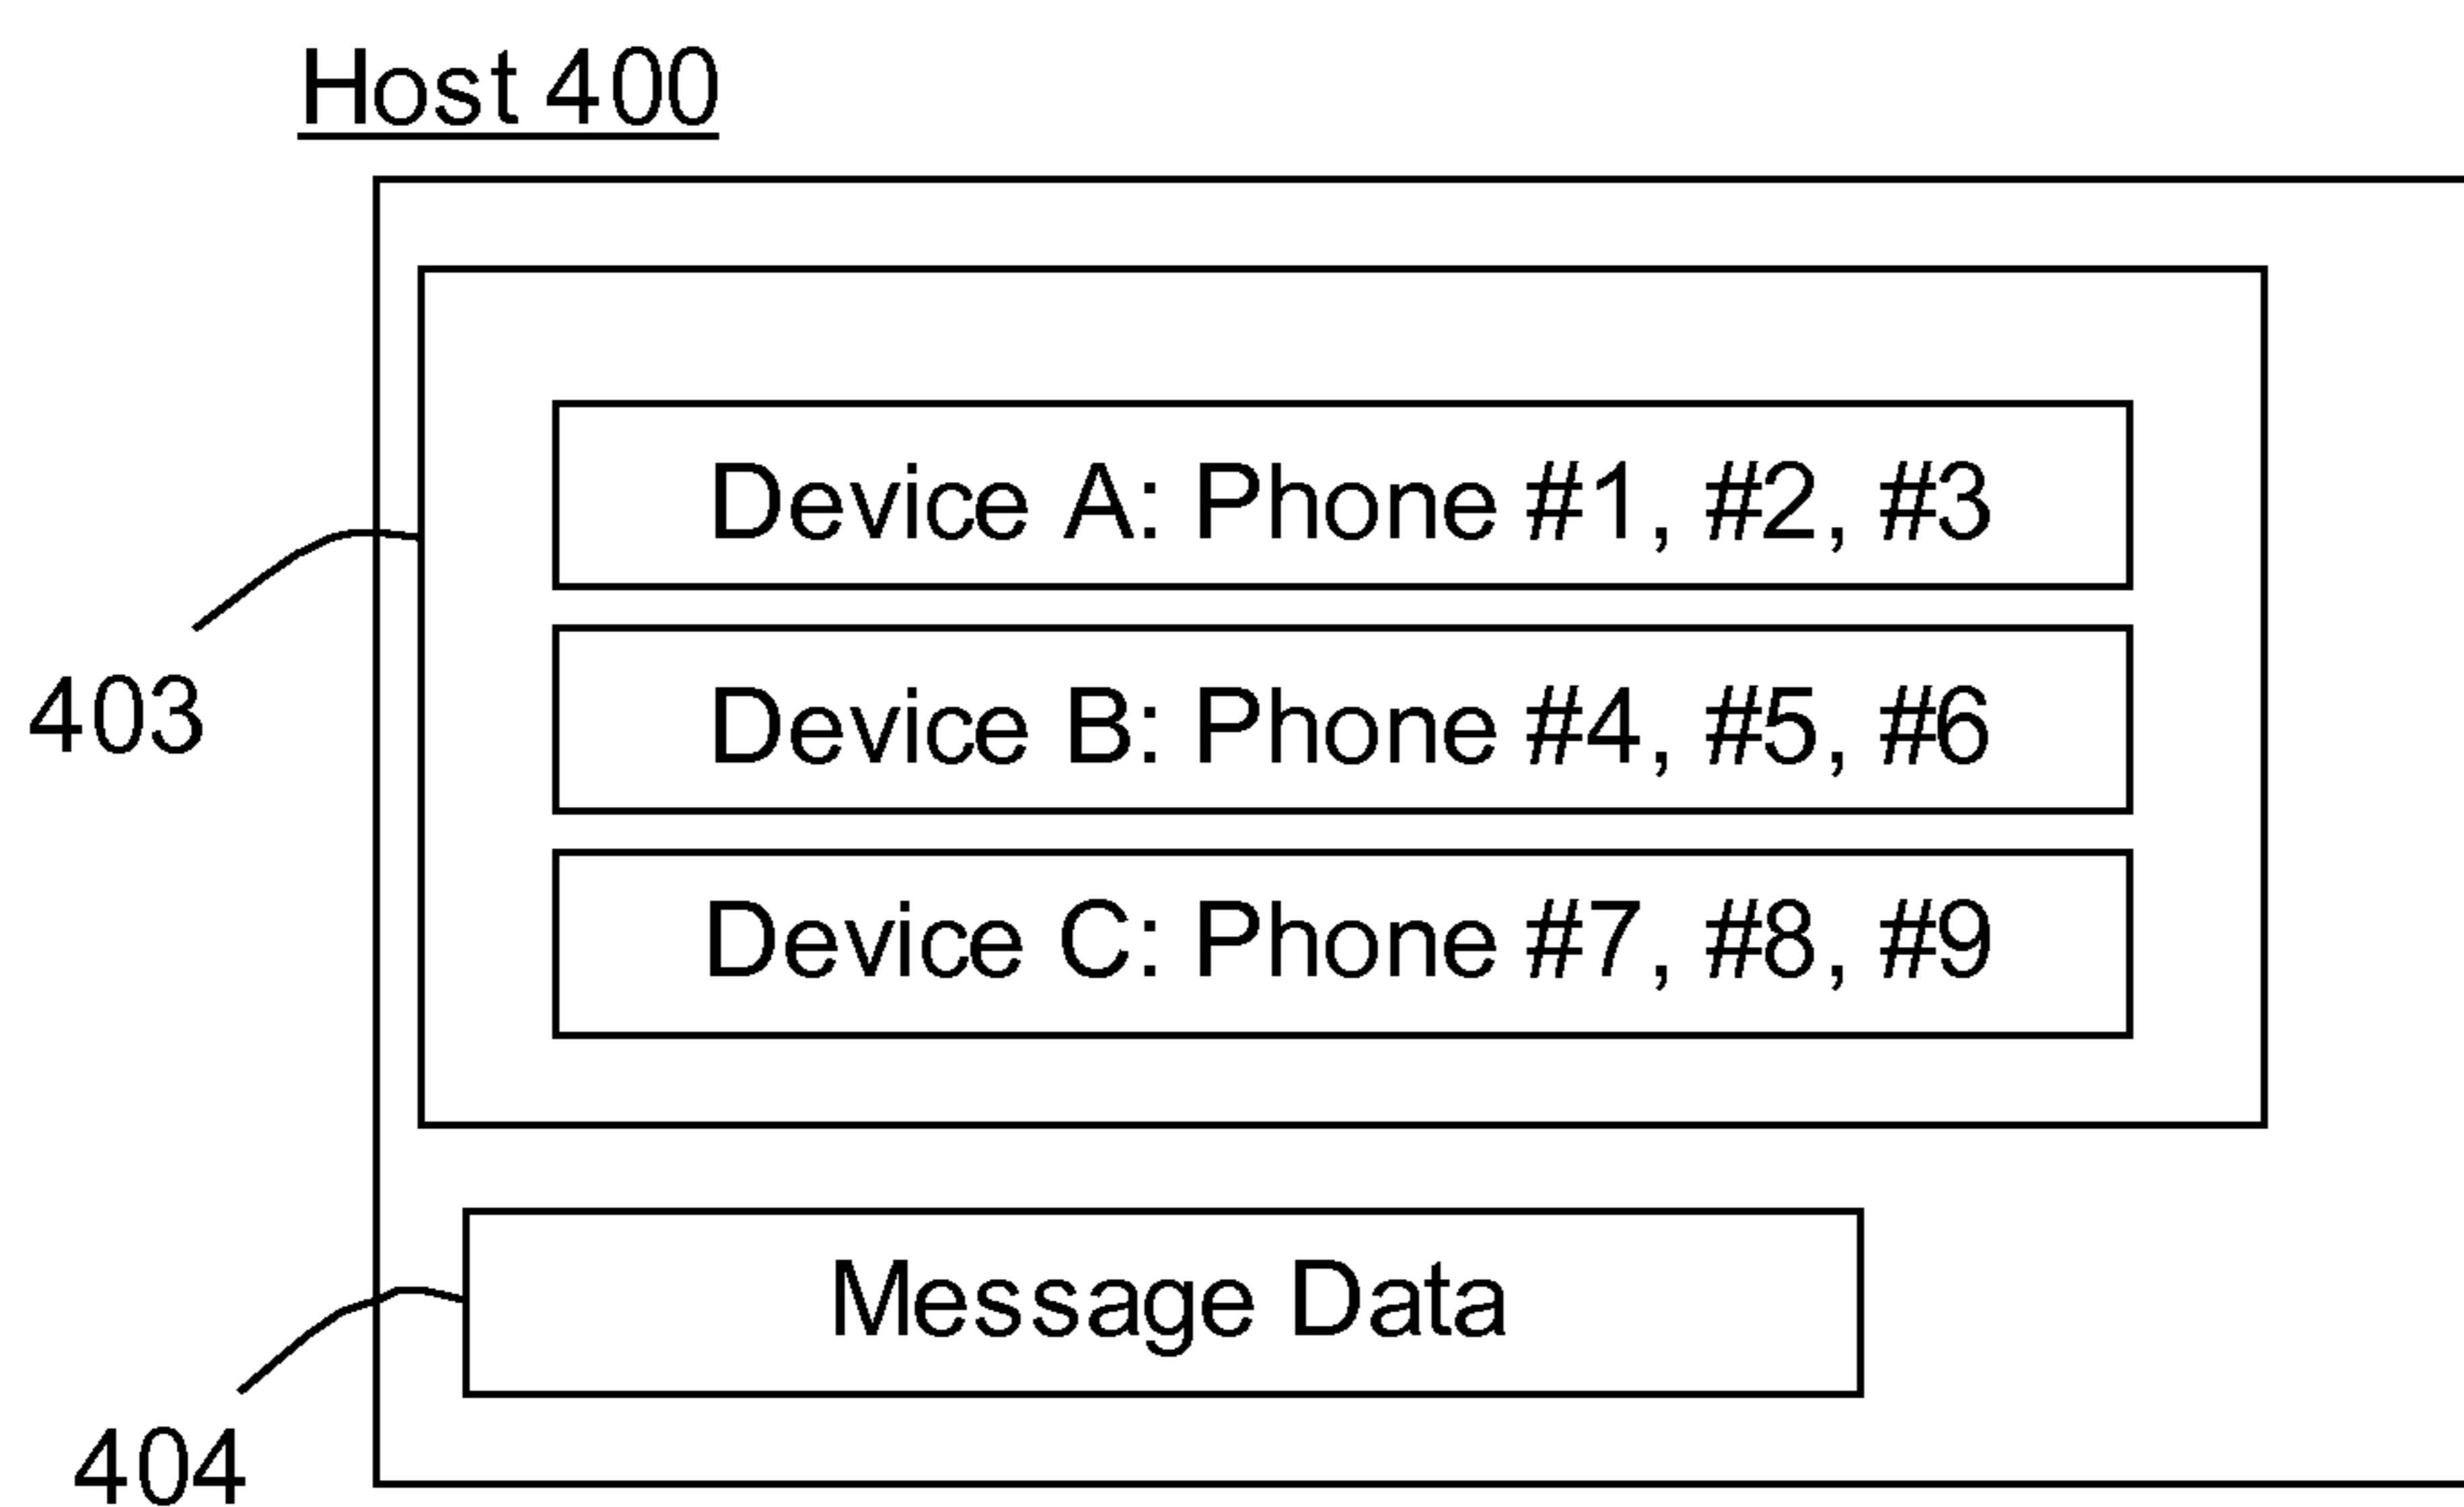 Host 400
Device A: Phone #1, #2, #3
403
Device B: Phone #4, #5, #6
Device C: Phone #7, #8, #9
Message Data
404